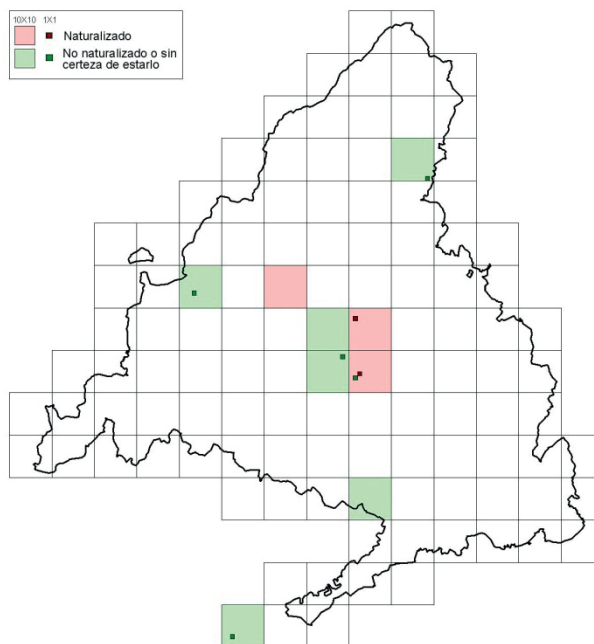 10X10 1X1
Naturalizado
No naturalizado o sin
certeza de estarlo